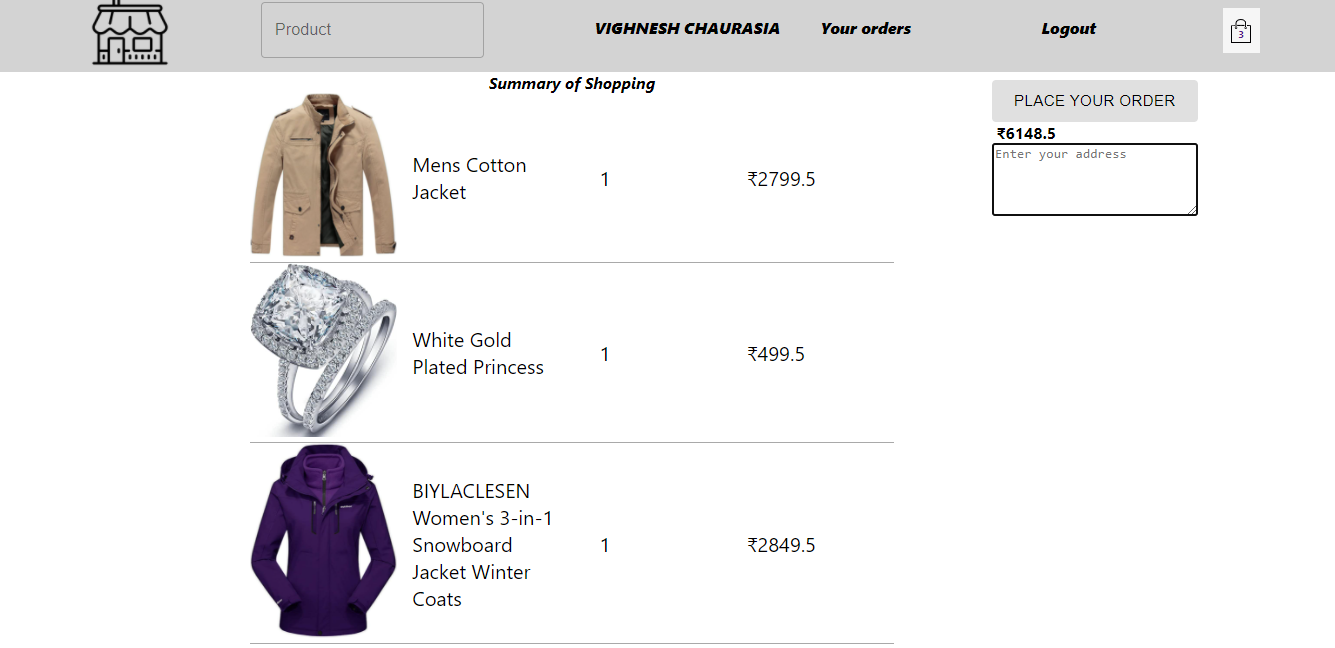 Product
VIGHNESH CHAURASIA
Your orders
Logout
3
Summary of Shopping
Mens Cotton
Jacket
1
₹2799.5
White Gold
Plated Princess
1
₹499.5
BIYLACLESEN
Women's 3-in-1
Snowboard
Jacket Winter
Coats
1
₹2849.5
PLACE YOUR ORDER
₹6148.5
Enter your address